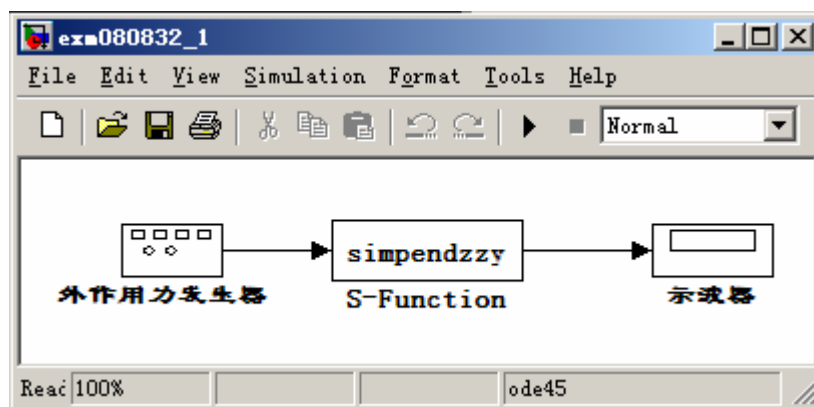 exm080832_1
File Edit View Simulation Format Tools Help
Normal
simpendzzy
外作用力发生器 S-Function 示波器
100% ode45